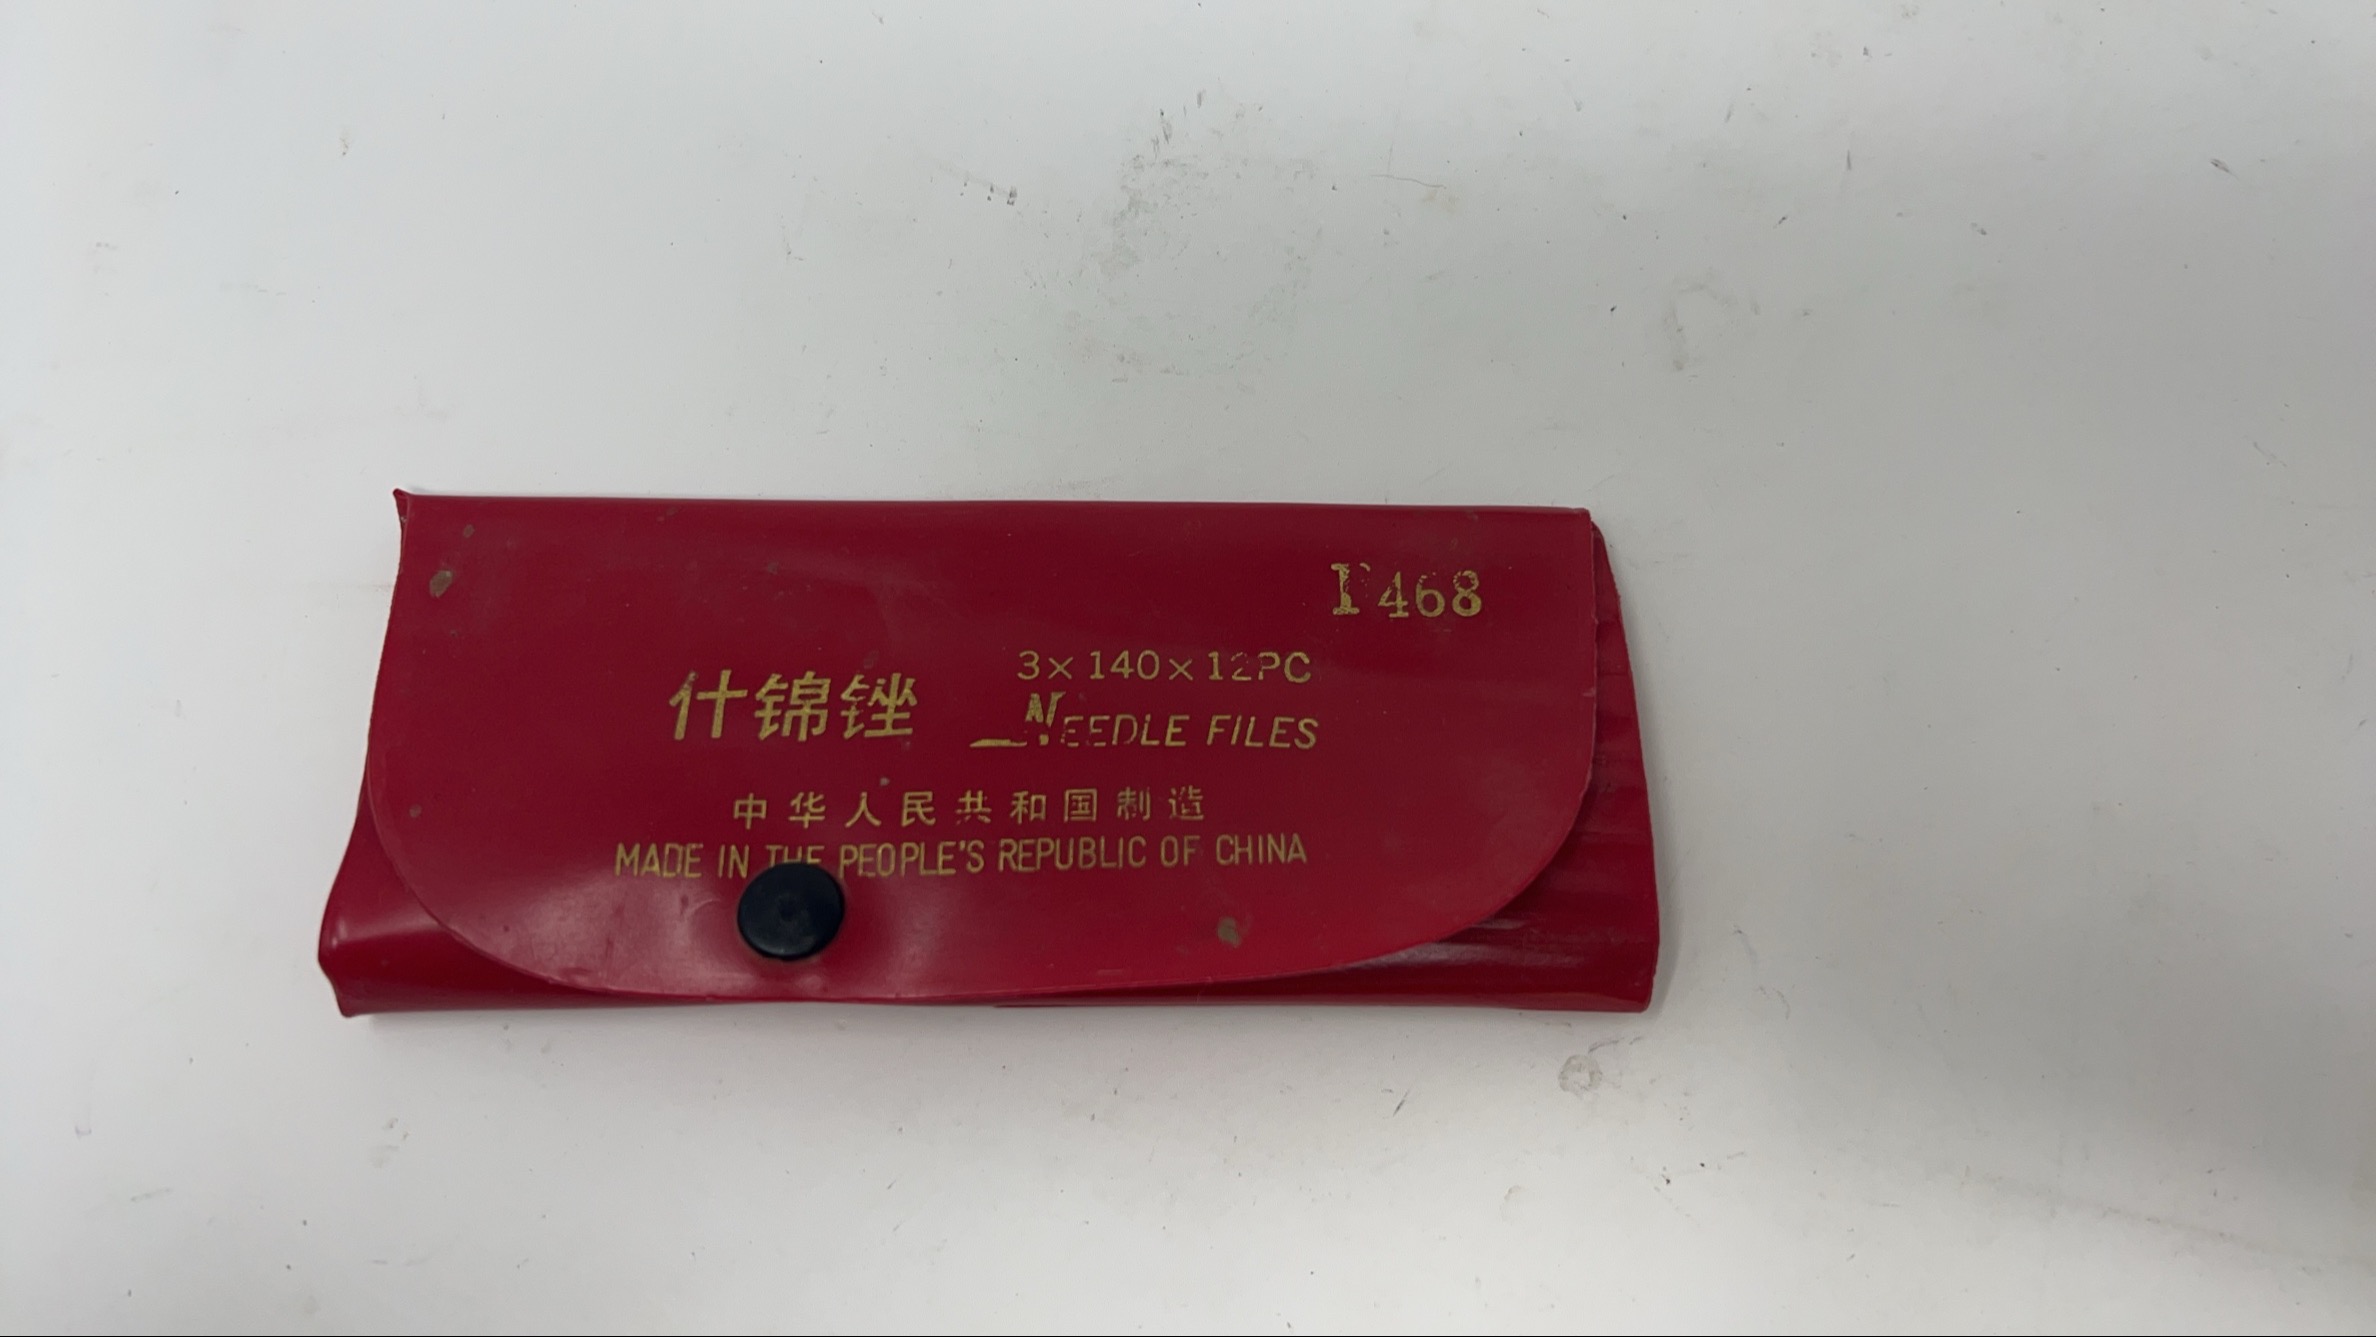 F468
3×140×12PC
什锦锉 NEEDLE FILES
中华人民共和国制造
MADE IN THE PEOPLE'S REPUBLIC OF CHINA